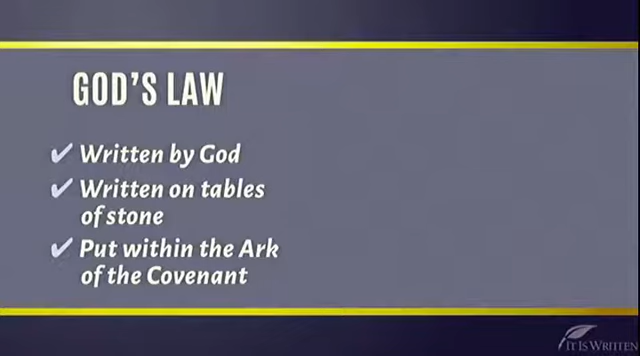 GOD'S LAW
✔ Written by God
✔ Written on tables
of stone
✔ Put within the Ark
of the Covenant
IT IS WRITTEN